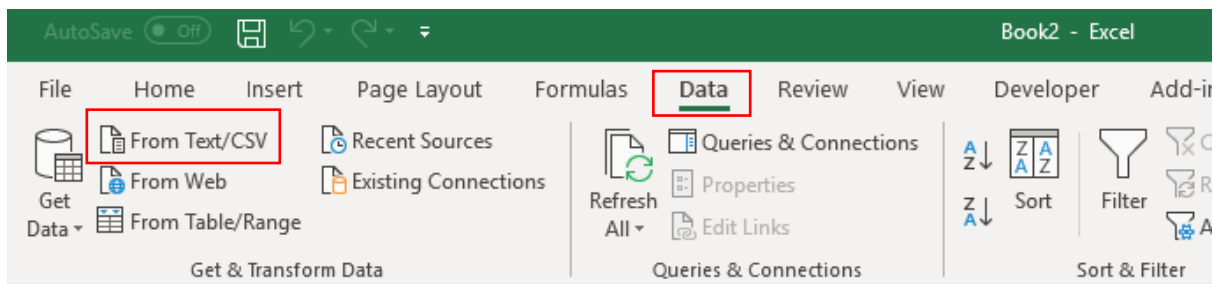 AutoSave Off Book2 - Excel
File Home Insert Page Layout Formulas Data Review View Developer
Get Data
From Text/CSV
From Web
From Table/Range
Recent Sources
Existing Connections
Get & Transform Data
Refresh All
Queries & Connections
Properties
Edit Links
Queries & Connections
Sort
Filter
Sort & Filter